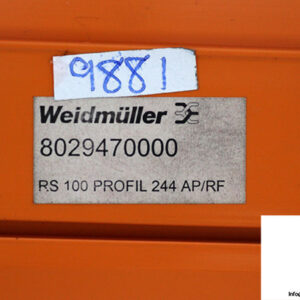 9881
Weidmüller
8029470000
RS 100 PROFIL 244 AP/RF